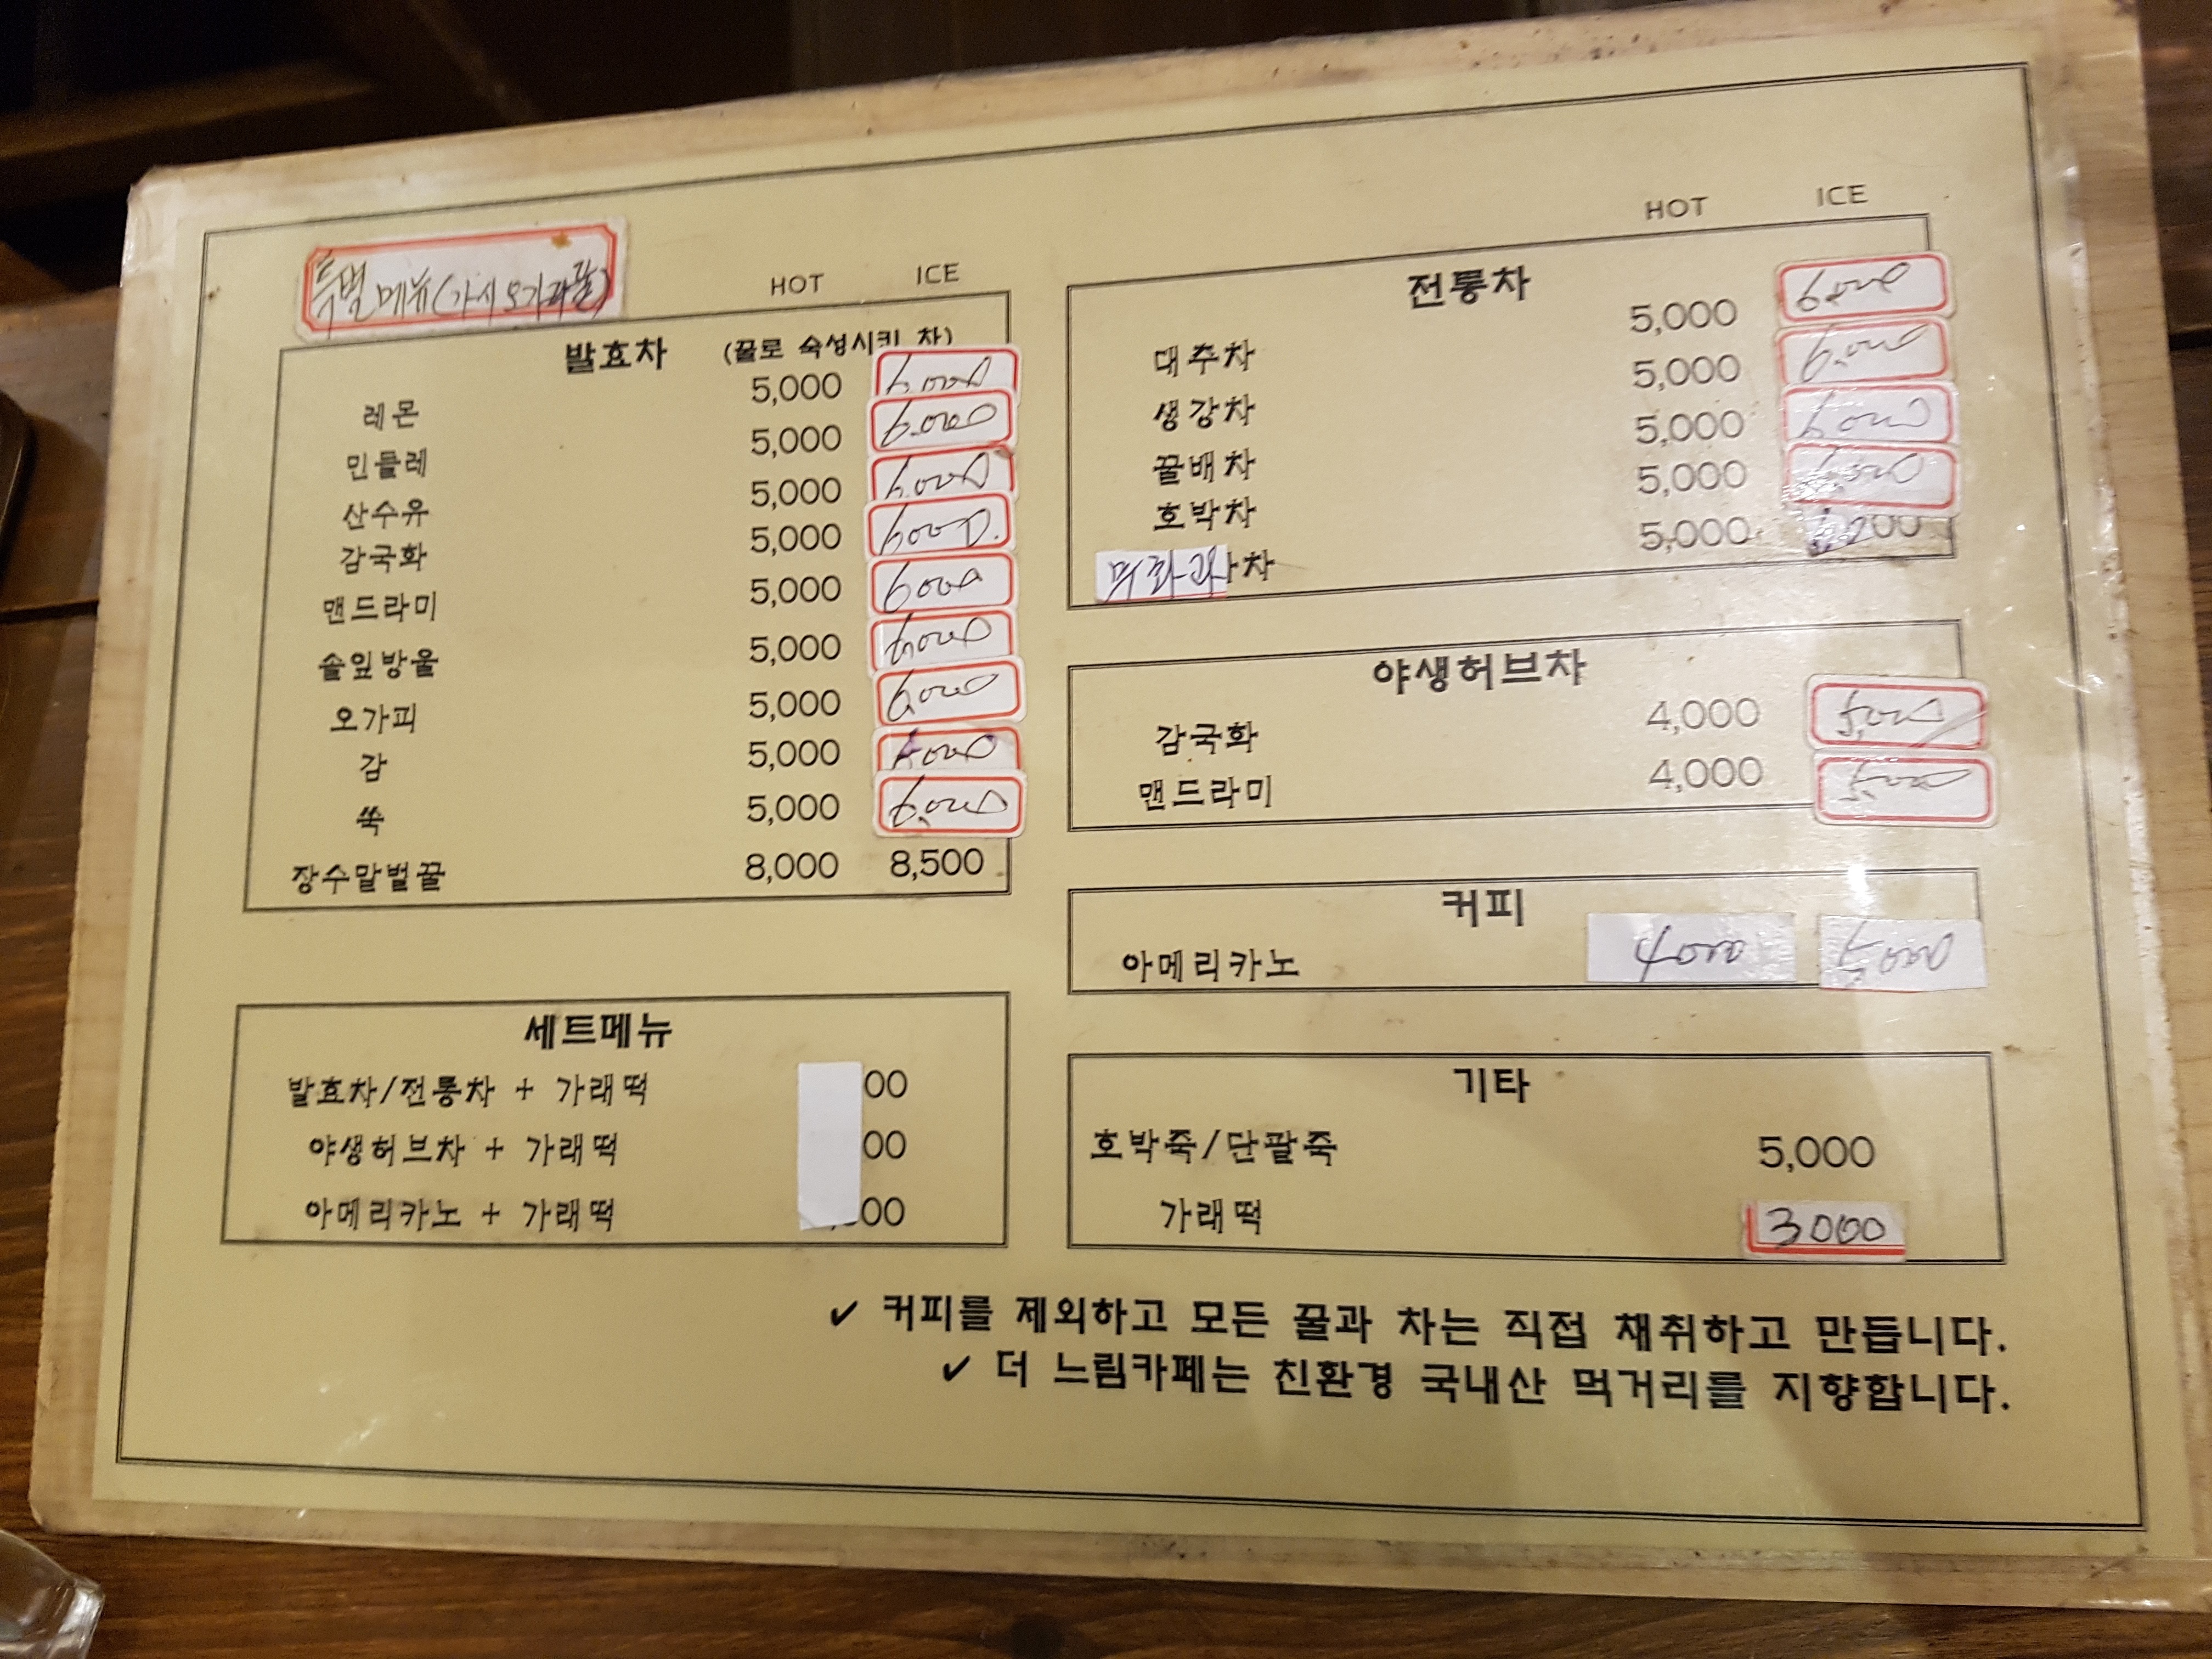 특별메뉴(가시오가피꿀)
HOT ICE
발효차 (꿀로 숙성시킨 차)
레몬 5,000 6,000
민들레 5,000 6,000
산수유 5,000 6,000
감국화 5,000 6000
맨드라미 5,000 6000
솔잎방울 5,000 6,000
오가피 5,000 6,000
감 5,000 6000
쑥 5,000 6,000
장수말벌꿀 8,000 8,500
세트메뉴
발효차/전통차 + 가래떡 00
야생허브차 + 가래떡 00
아메리카노 + 가래떡 ,000
HOT ICE
전통차
대추차 5,000 6,000
생강차 5,000 6,000
꿀배차 5,000 6,000
호박차 5,000 6,000
무화과차 5,000
야생허브차
감국화 4,000 5,000
맨드라미 4,000 5,000
커피
아메리카노 4000 5000
기타
호박죽/단팥죽 5,000
가래떡 3000
✔ 커피를 제외하고 모든 꿀과 차는 직접 채취하고 만듭니다.
✔ 더 느림카페는 친환경 국내산 먹거리를 지향합니다.